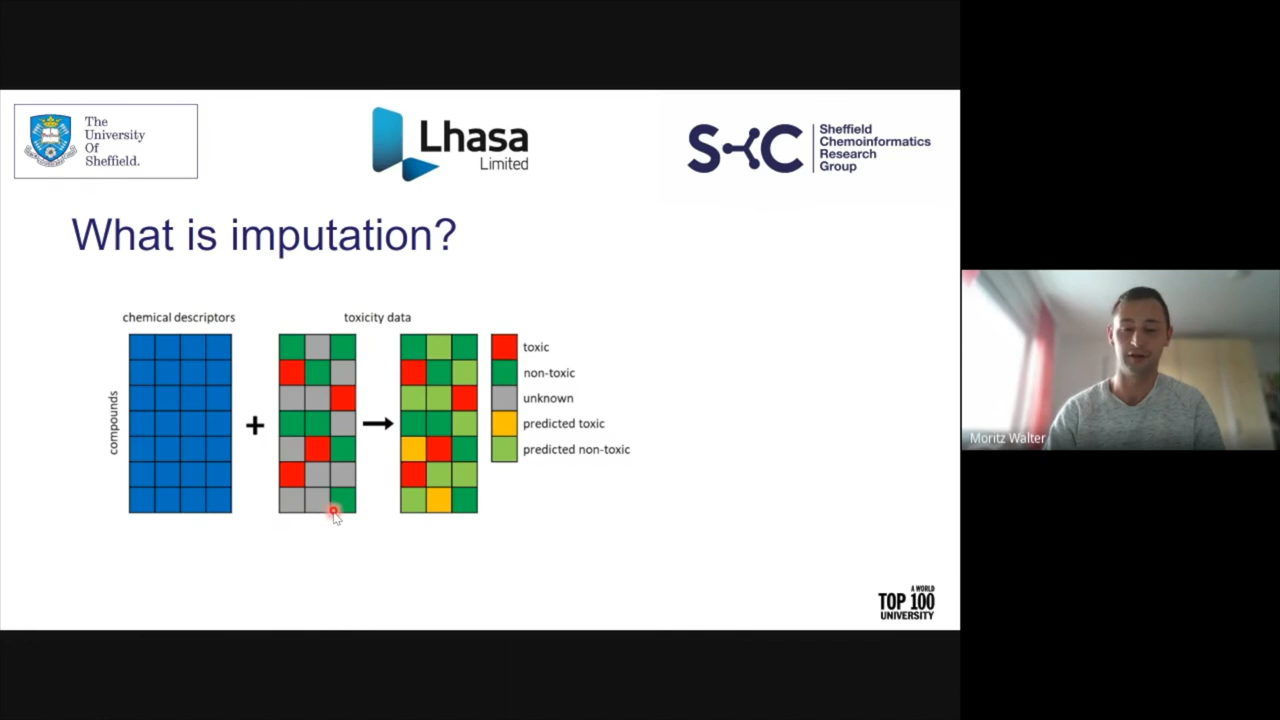 The
University
Of
Sheffield.
Lhasa
Limited
Sheffield
Chemoinformatics
Research
Group
What is imputation?
chemical descriptors
toxicity data
compounds
+
toxic
non-toxic
unknown
predicted toxic
predicted non-toxic
Moritz Walter
A WORLD
TOP 100
UNIVERSITY